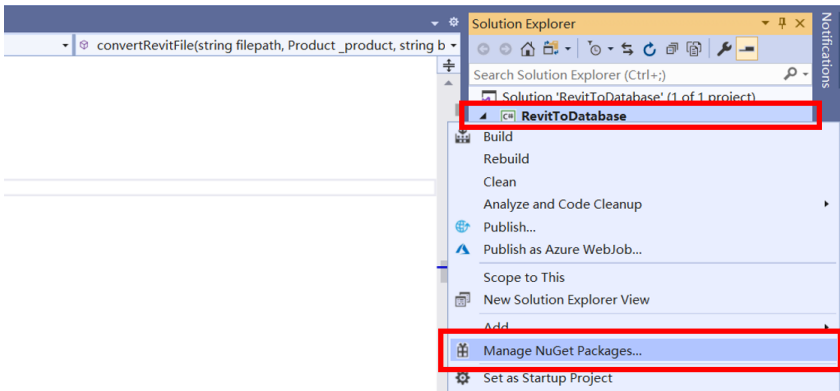 Solution Explorer
convertRevitFile(string filepath, Product _product, string b
Search Solution Explorer (Ctrl+;)
Solution 'RevitToDatabase' (1 of 1 project)
C# RevitToDatabase
Build
Rebuild
Clean
Analyze and Code Cleanup
Publish...
Publish as Azure WebJob...
Scope to This
New Solution Explorer View
Add
Manage NuGet Packages...
Set as Startup Project
Notifications